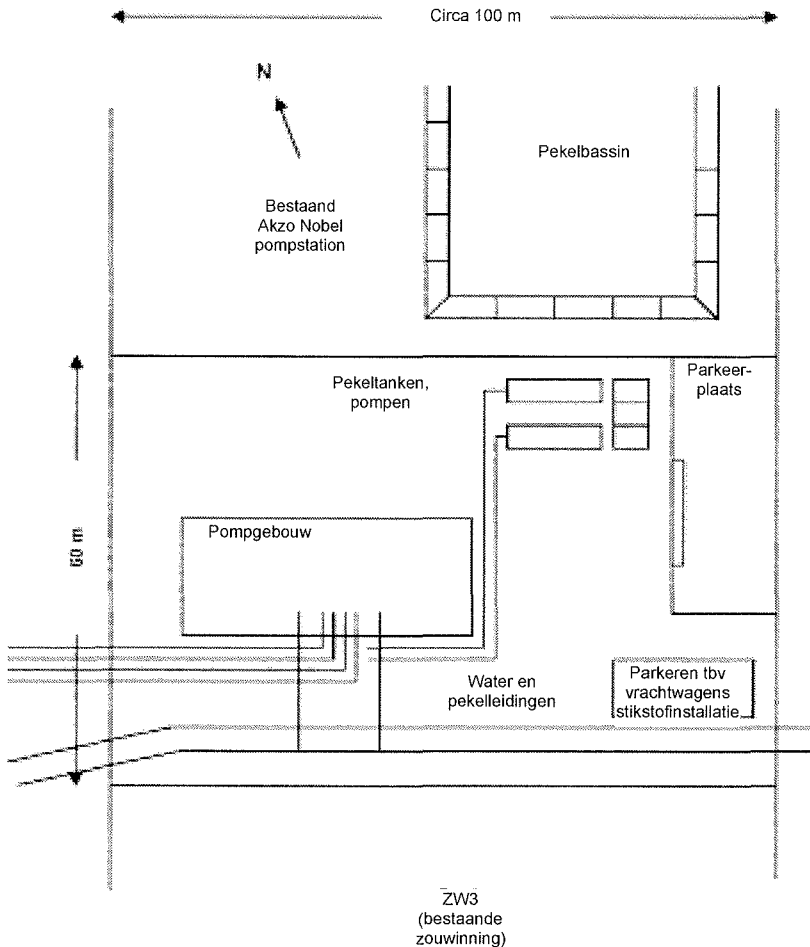 Circa 100 m
N
Pekelbassin
Bestaand
Akzo Nobel
pompstation
Pekeltanken,
pompen
Parkeer-
plaats
60 m
Pompgebouw
Water en
pekelleidingen
Parkeren tbv
vrachtwagens
stikstofinstallatie
ZW3
(bestaande
zouwinning)